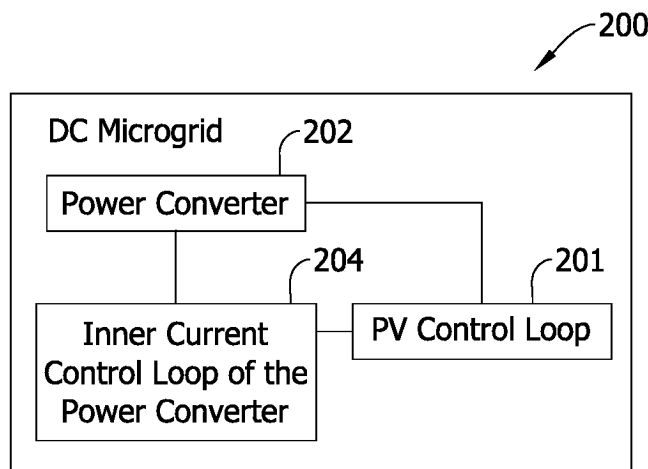 200
DC Microgrid
202
Power Converter
204
201
Inner Current
Control Loop of the
Power Converter
PV Control Loop